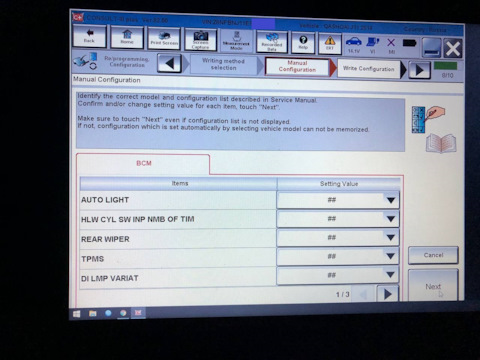 Back
Home
Print Screen
Screen
Capture
Measurement
Mode
Recorded
Data
Help
ERT
VI
MI
Re/programming,
Configuration
Writing method
selection
Manual
Configuration
Write Configuration
0/10
Manual Configuration
Identify the correct model and configuration list described in Service Manual.
Confirm and/or change setting value for each item, touch "Next".
Make sure to touch "Next" even if configuration list is not displayed.
If not, configuration which is set automatically by selecting vehicle model can not be memorized.
BCM
Items
Setting Value
AUTO LIGHT
##
HLW CYL SW INP NMB OF TIM
##
REAR WIPER
##
TPMS
##
DI LMP VARIAT
##
1 / 3
Cancel
Next